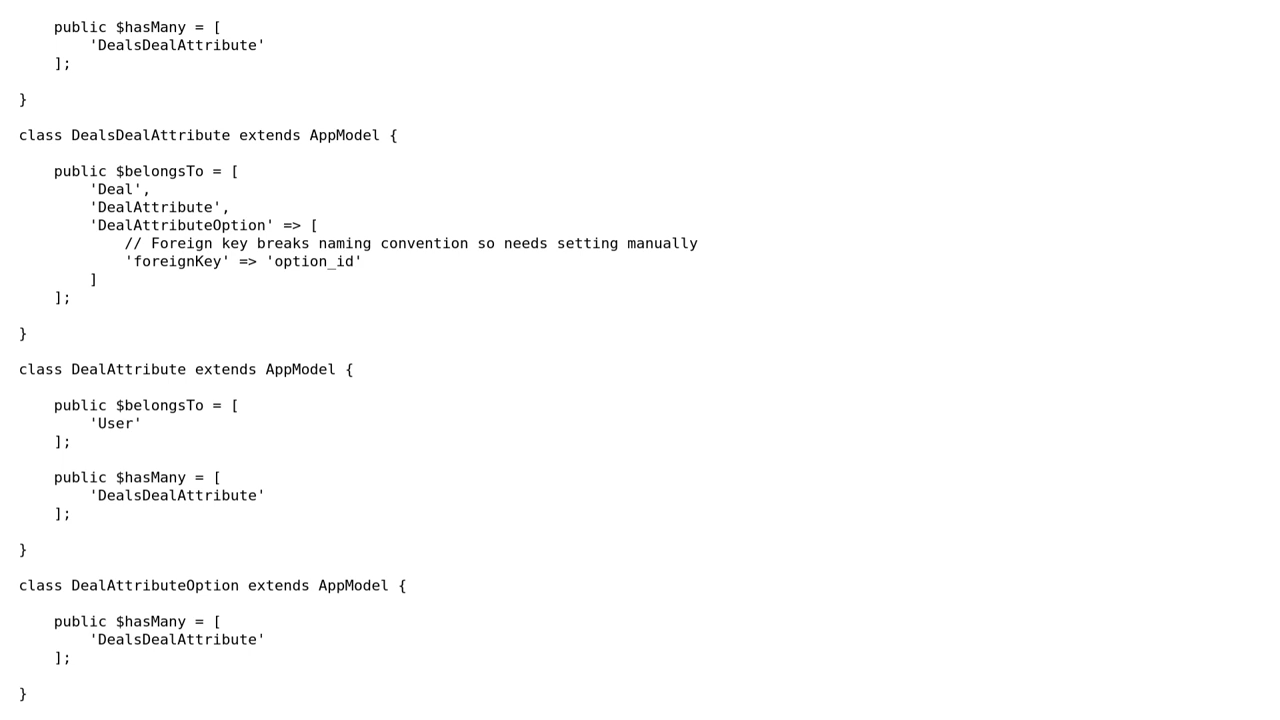 public $hasMany = [
        'DealsDealAttribute'
    ];

}

class DealsDealAttribute extends AppModel {

    public $belongsTo = [
        'Deal',
        'DealAttribute',
        'DealAttributeOption' => [
            // Foreign key breaks naming convention so needs setting manually
            'foreignKey' => 'option_id'
        ]
    ];

}

class DealAttribute extends AppModel {

    public $belongsTo = [
        'User'
    ];

    public $hasMany = [
        'DealsDealAttribute'
    ];

}

class DealAttributeOption extends AppModel {

    public $hasMany = [
        'DealsDealAttribute'
    ];

}